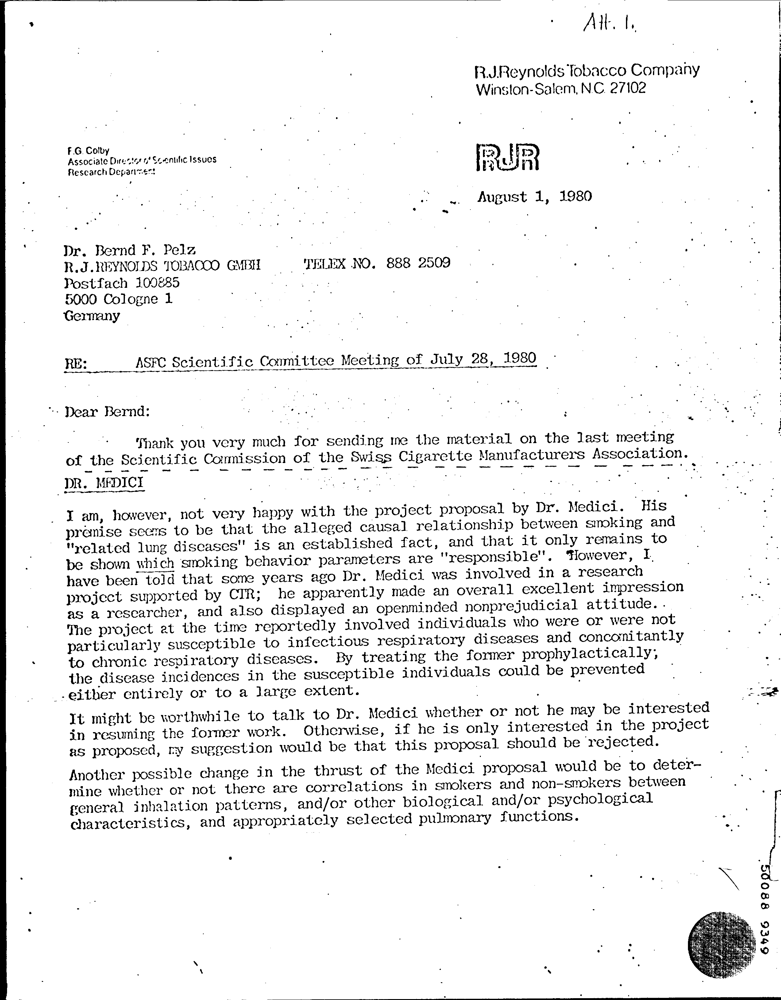 Att. 1.
R.J.Reynolds Tobacco Company
Winston-Salem, N C 27102
F.G. Colby
Associate Director of Scientific Issues
Research Department
RJR
August 1, 1980
Dr. Bernd F. Pelz
R.J.REYNOLDS TOBACCO GMBH TELEX NO. 888 2509
Postfach 100885
5000 Cologne 1
Germany
RE: ASFC Scientific Committee Meeting of July 28, 1980
Dear Bernd:
Thank you very much for sending me the material on the last meeting
of the Scientific Commission of the Swiss Cigarette Manufacturers Association.
DR. MEDICI
I am, however, not very happy with the project proposal by Dr. Medici. His
premise seems to be that the alleged causal relationship between smoking and
"related lung diseases" is an established fact, and that it only remains to
be shown which smoking behavior parameters are "responsible". However, I
have been told that some years ago Dr. Medici was involved in a research
project supported by CTR; he apparently made an overall excellent impression
as a researcher, and also displayed an openminded nonprejudicial attitude.
The project at the time reportedly involved individuals who were or were not
particularly susceptible to infectious respiratory diseases and concomitantly
to chronic respiratory diseases. By treating the former prophylactically,
the disease incidences in the susceptible individuals could be prevented
either entirely or to a large extent.
It might be worthwhile to talk to Dr. Medici whether or not he may be interested
in resuming the former work. Otherwise, if he is only interested in the project
as proposed, my suggestion would be that this proposal should be rejected.
Another possible change in the thrust of the Medici proposal would be to deter-
mine whether or not there are correlations in smokers and non-smokers between
general inhalation patterns, and/or other biological and/or psychological
characteristics, and appropriately selected pulmonary functions.
50088 9349